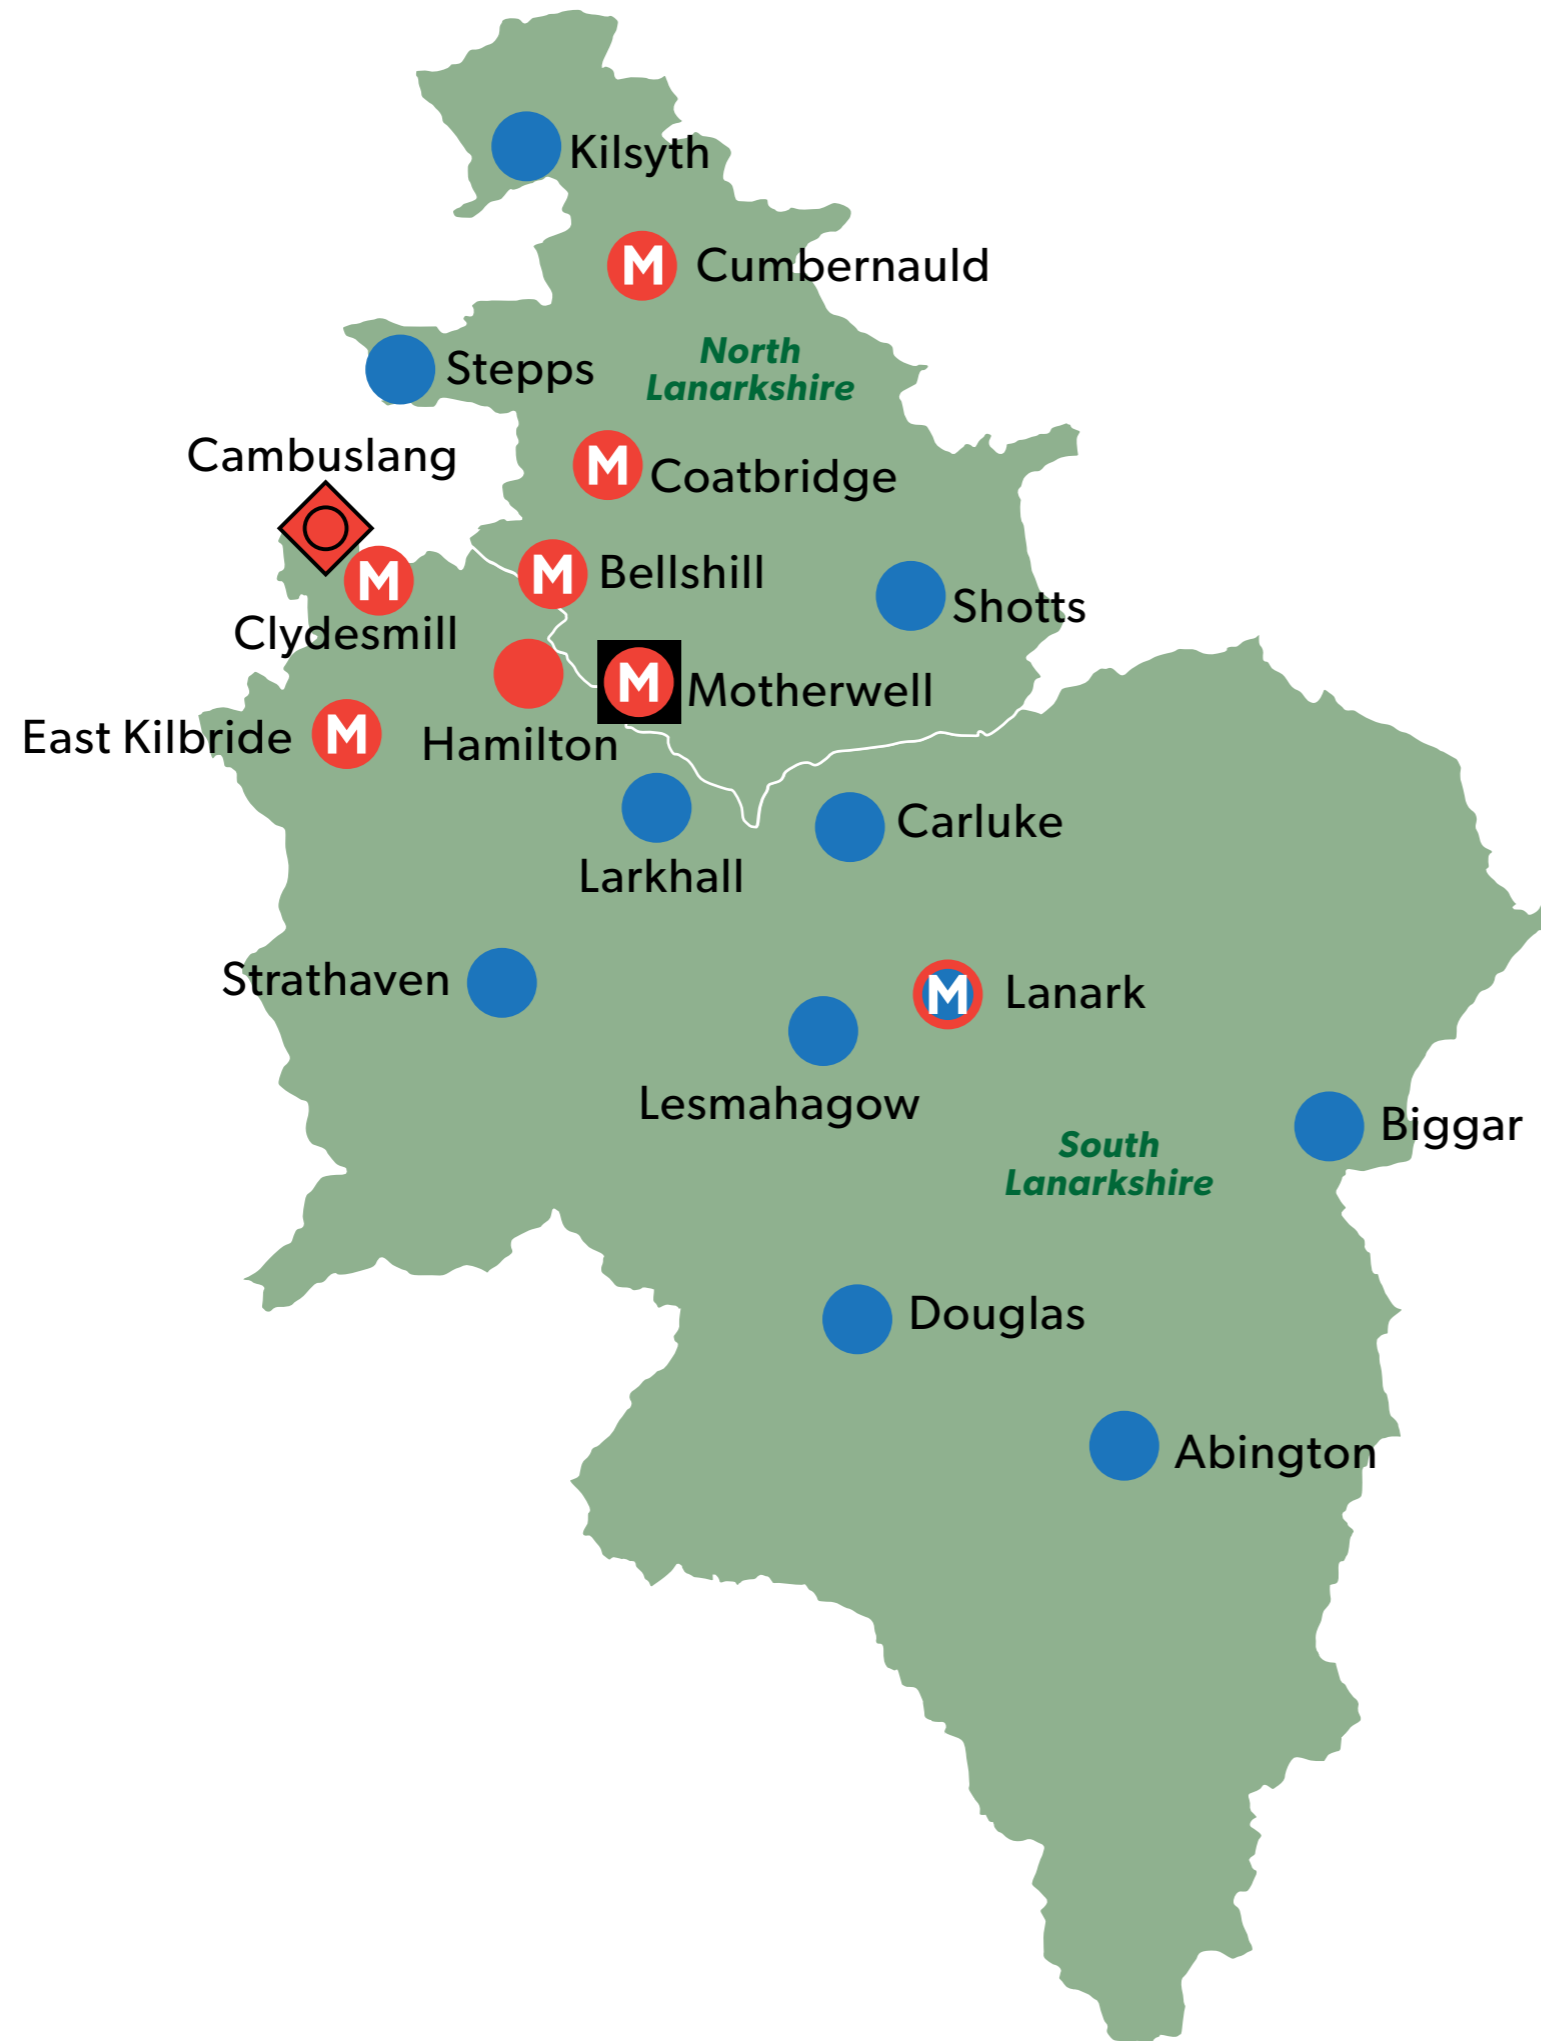 Kilsyth
M
Cumbernauld
North
Lanarkshire
Stepps
Cambuslang
M
Coatbridge
M
Bellshill
M
Clydesmill
Shotts
M
Motherwell
East Kilbride
M
Hamilton
Carluke
Larkhall
Strathaven
M
Lanark
Lesmahagow
Biggar
South
Lanarkshire
Douglas
Abington